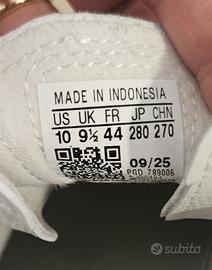 MADE IN INDONESIA
US UK FR JP CHN
10 9½ 44 280 270
09/25
PGD 789006
subito